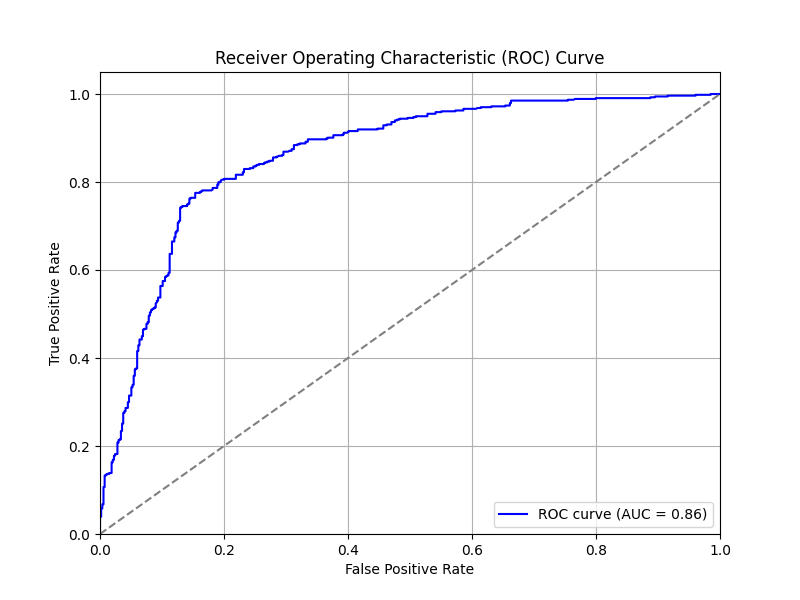 Receiver Operating Characteristic (ROC) Curve
1.0
0.8
0.6
0.4
0.2
0.0
True Positive Rate
ROC curve (AUC = 0.86)
0.0 0.2 0.4 0.6 0.8 1.0
False Positive Rate